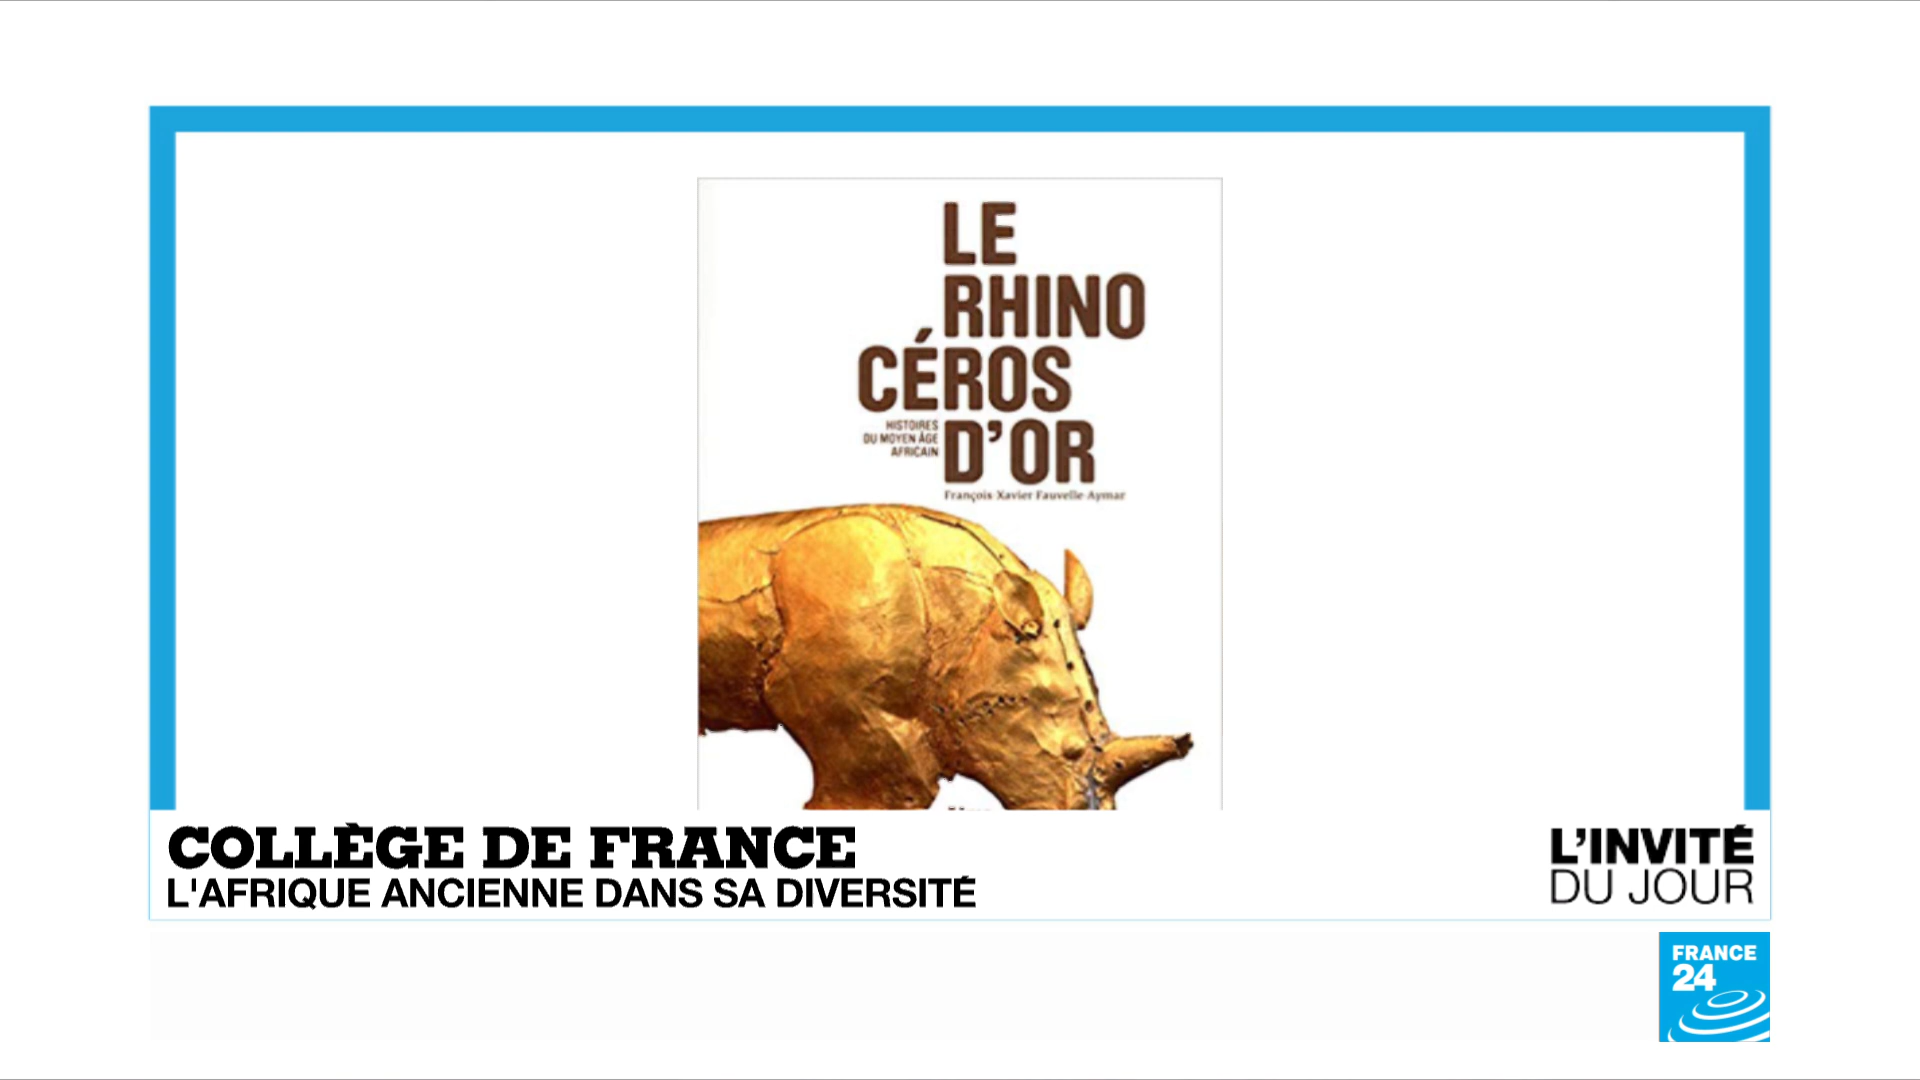 LE
RHINO
CÉROS
HISTOIRES
DU MOYEN ÂGE
AFRICAIN
D'OR
François-Xavier Fauvelle-Aymar
COLLÈGE DE FRANCE
L'AFRIQUE ANCIENNE DANS SA DIVERSITÉ
L'INVITÉ
DU JOUR
FRANCE
24